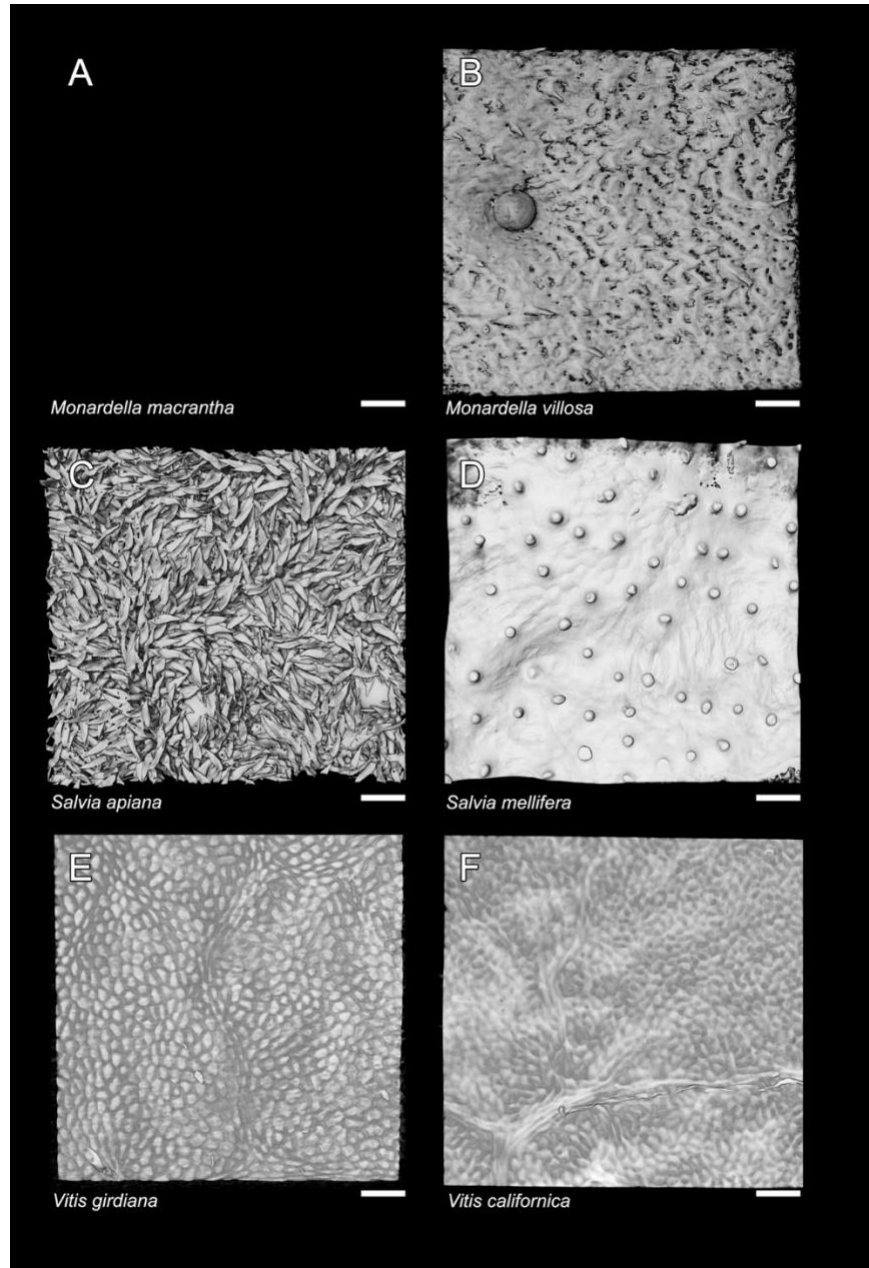 A
B
Monardella macrantha
Monardella villosa
C
D
Salvia apiana
Salvia mellifera
E
F
Vitis girdiana
Vitis californica